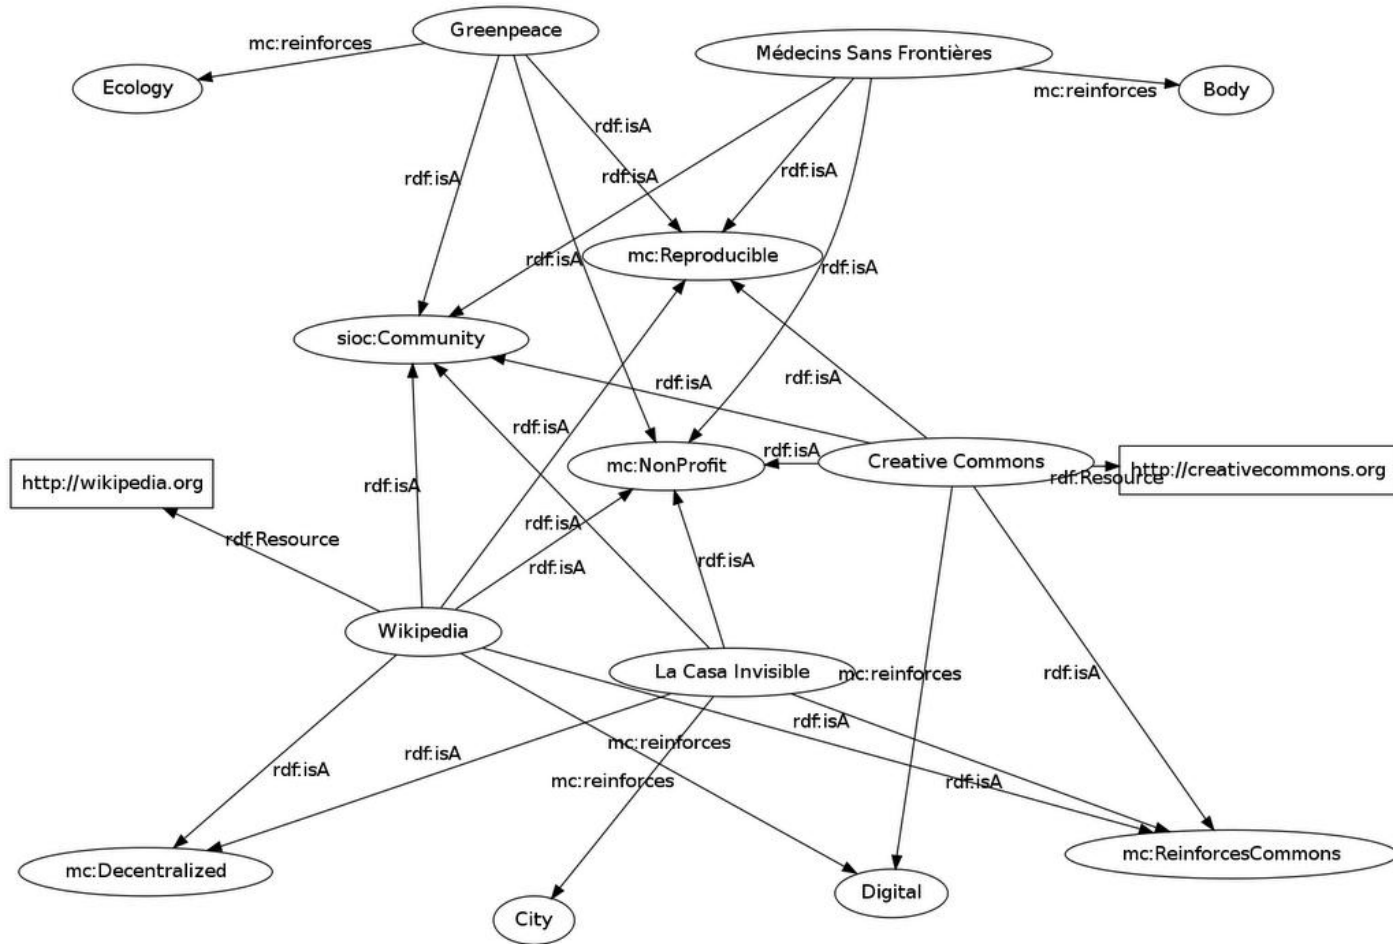 Greenpeace
mc:reinforces
Médecins Sans Frontières
Ecology
mc:reinforces
Body
rdf:isA
rdf:isA
rdf:isA
rdf:isA
mc:Reproducible
rdf:isA
rdf:isA
sioc:Community
rdf:isA
rdf:isA
rdf:isA
rdf:isA
mc:NonProfit
Creative Commons
rdf:Resource
http://creativecommons.org
http://wikipedia.org
rdf:isA
rdf:isA
rdf:Resource
rdf:isA
rdf:isA
Wikipedia
La Casa Invisible
mc:reinforces
rdf:isA
rdf:isA
mc:reinforces
rdf:isA
rdf:isA
mc:reinforces
rdf:isA
mc:Decentralized
mc:ReinforcesCommons
Digital
City